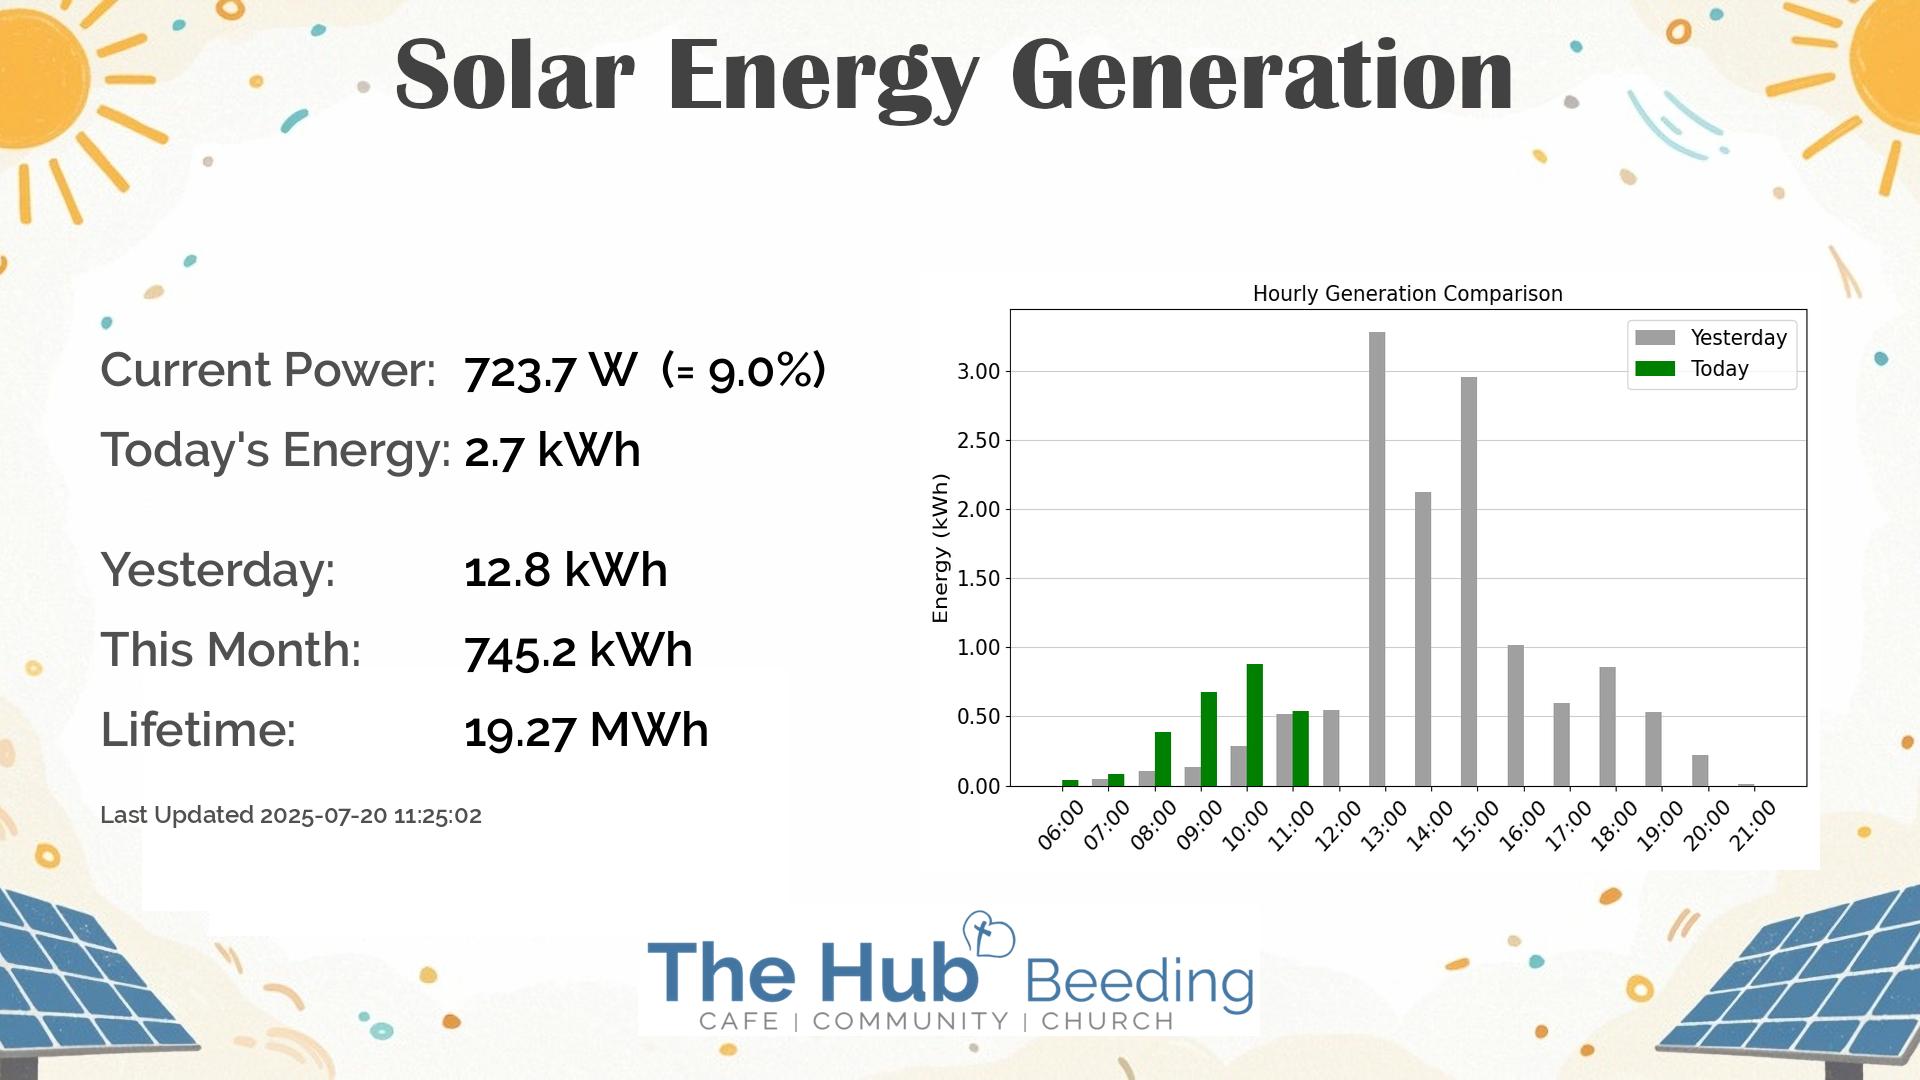 Solar Energy Generation
Current Power: 723.7 W (= 9.0%)
Today's Energy: 2.7 kWh
Yesterday: 12.8 kWh
This Month: 745.2 kWh
Lifetime: 19.27 MWh
Last Updated 2025-07-20 11:25:02
Hourly Generation Comparison
Yesterday
Today
Energy (kWh)
3.00
2.50
2.00
1.50
1.00
0.50
0.00
06:00 07:00 08:00 09:00 10:00 11:00 12:00 13:00 14:00 15:00 16:00 17:00 18:00 19:00 20:00 21:00
The Hub Beeding
CAFE | COMMUNITY | CHURCH